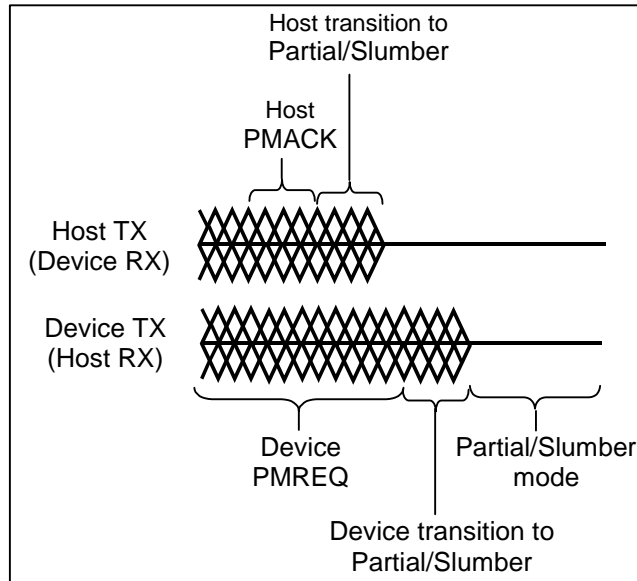 Host transition to
Partial/Slumber
Host
PMACK
Host TX
(Device RX)
Device TX
(Host RX)
Device
PMREQ
Partial/Slumber
mode
Device transition to
Partial/Slumber